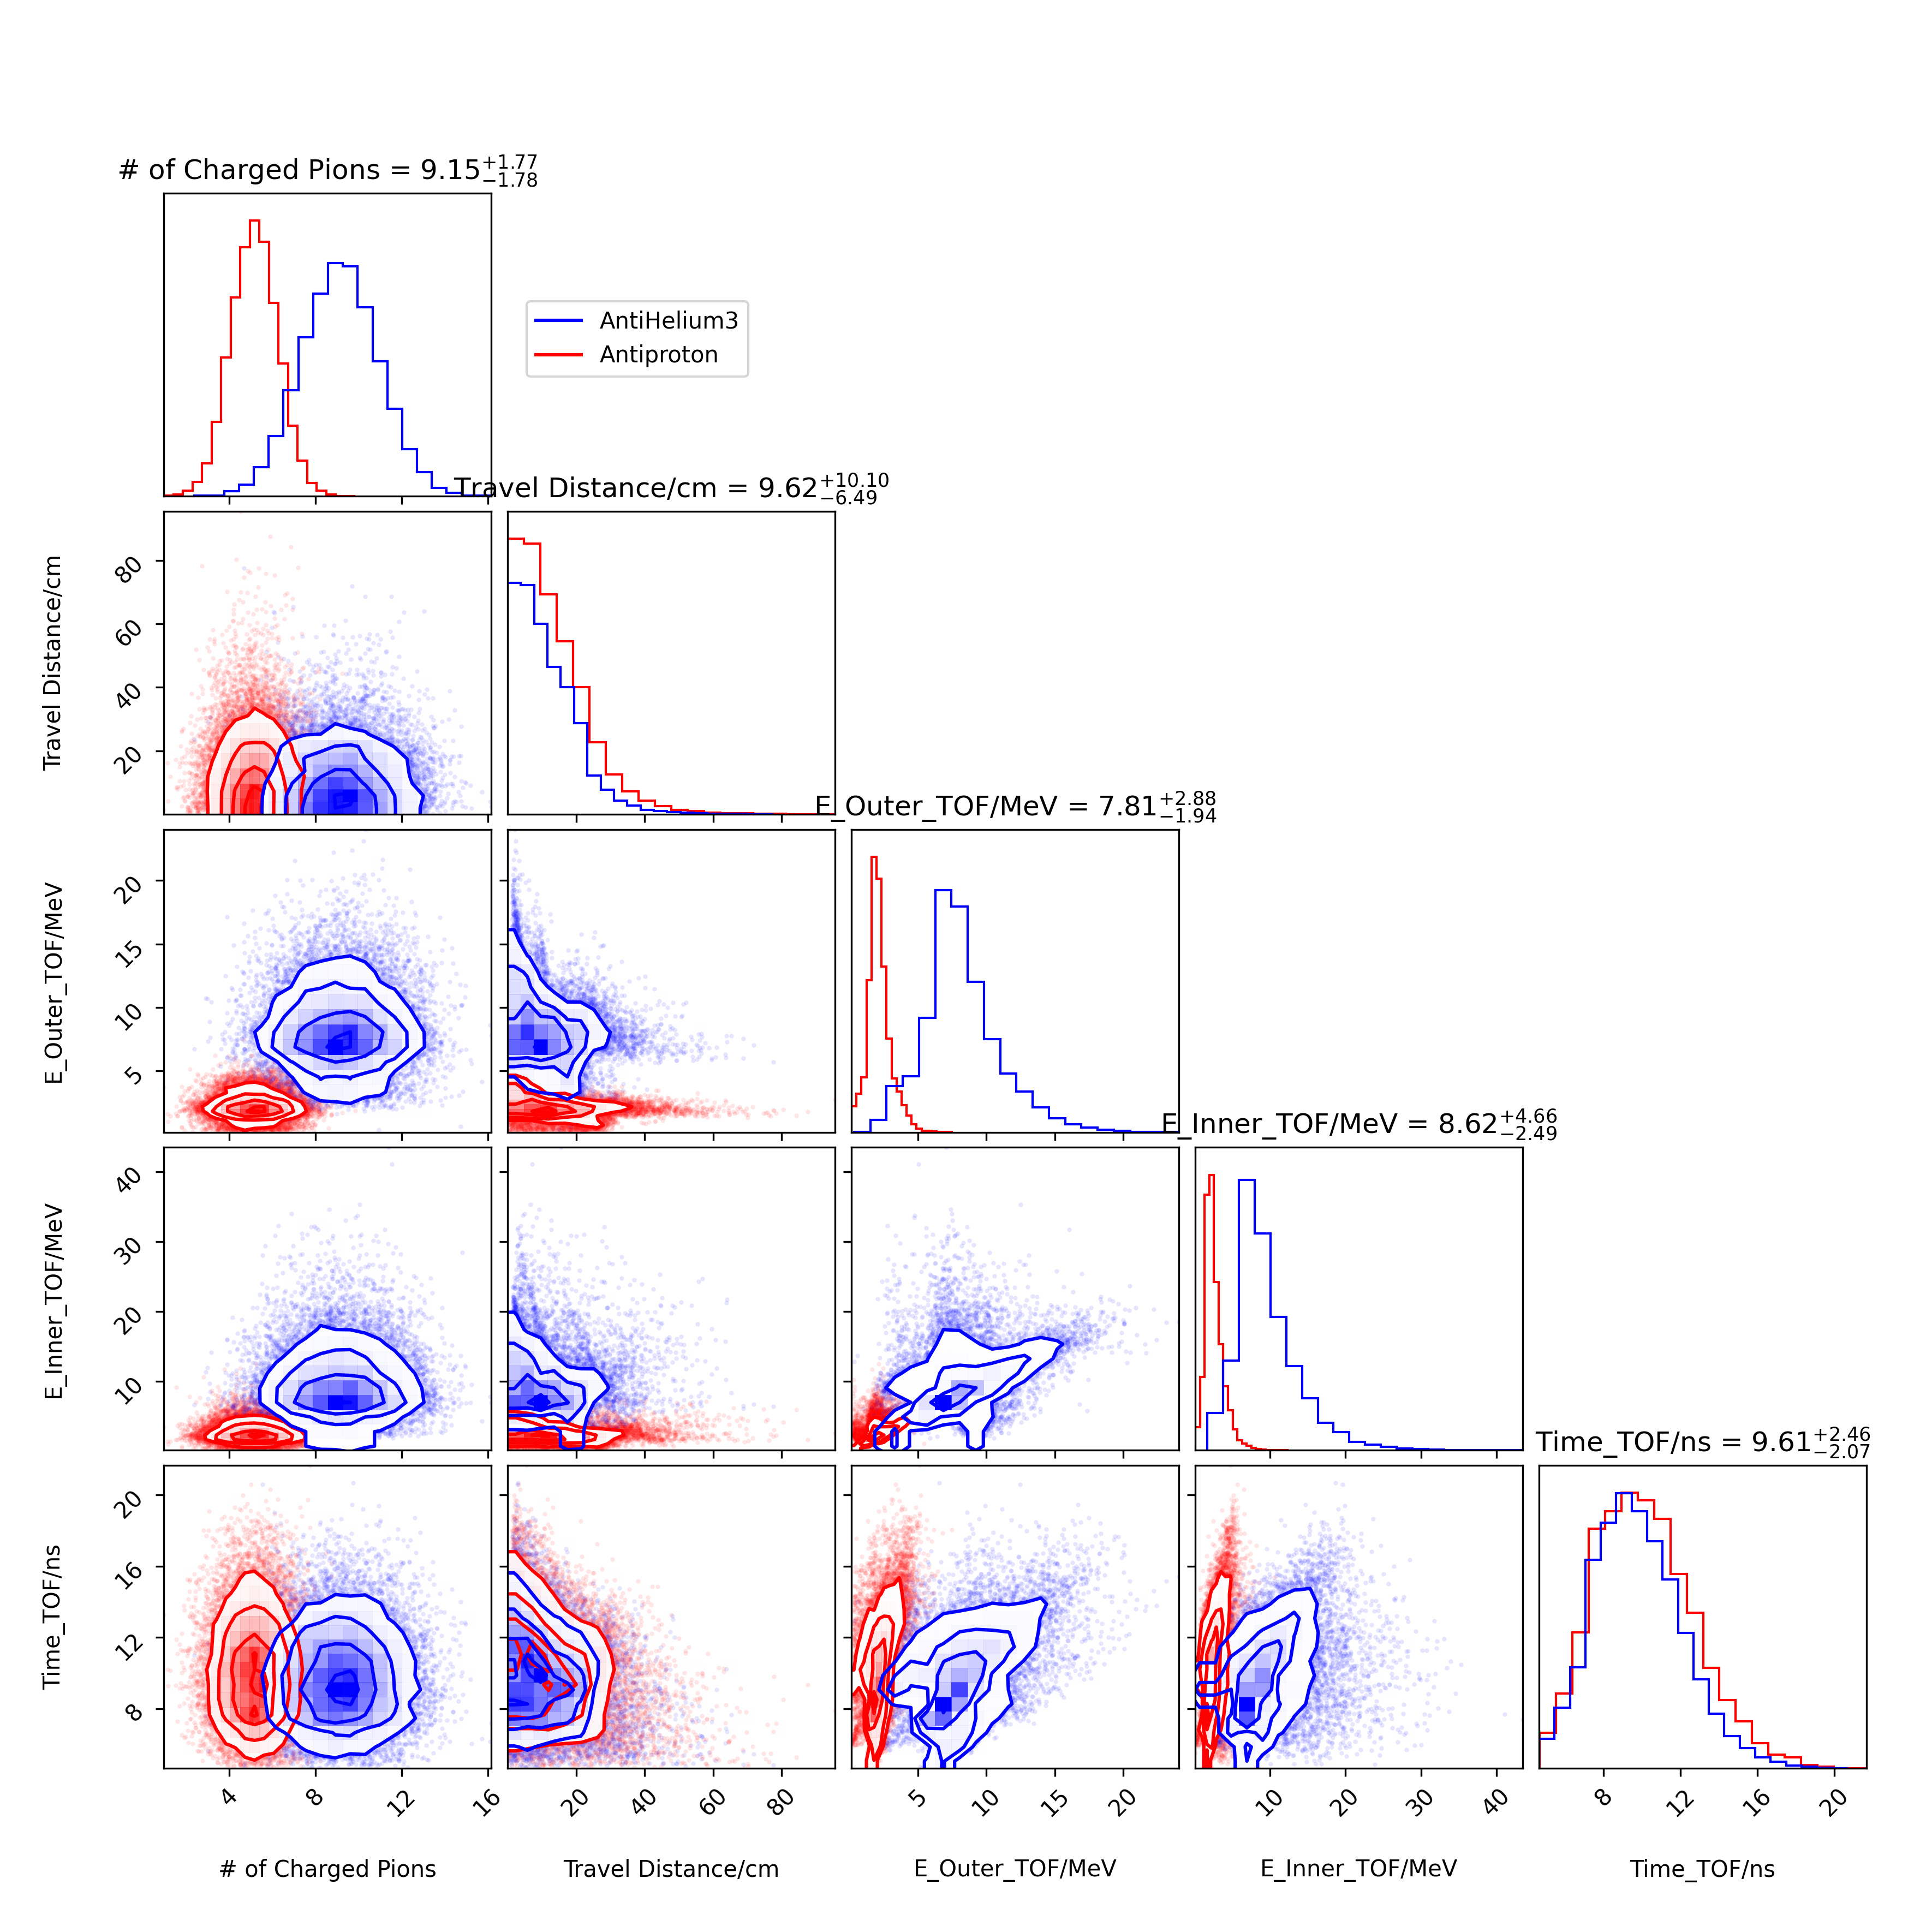 # of Charged Pions = 9.15+1.77−1.78
AntiHelium3
Antiproton
Travel Distance/cm = 9.62+10.10−6.49
80
60
40
20
Travel Distance/cm
E_Outer_TOF/MeV = 7.81+2.88−1.94
20
15
10
5
E_Outer_TOF/MeV
E_Inner_TOF/MeV = 8.62+4.66−2.49
40
30
20
10
E_Inner_TOF/MeV
Time_TOF/ns = 9.61+2.46−2.07
20
16
12
8
Time_TOF/ns
4 8 12 16 20 40 60 80 5 10 15 20 10 20 30 40 8 12 16 20
# of Charged Pions Travel Distance/cm E_Outer_TOF/MeV E_Inner_TOF/MeV Time_TOF/ns